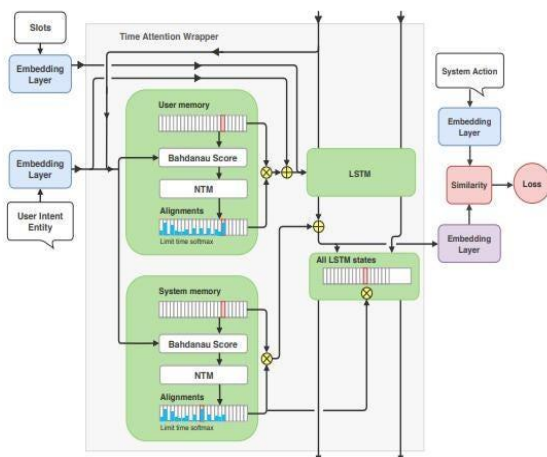 Slots
Time Attention Wrapper
Embedding
Layer
User memory
System Action
Bahdanau Score
Embedding
Layer
Embedding
Layer
LSTM
NTM
Similarity
Loss
User Intent
Entity
Alignments
Limit time softmax
Embedding
Layer
All LSTM states
System memory
Bahdanau Score
NTM
Alignments
Limit time softmax